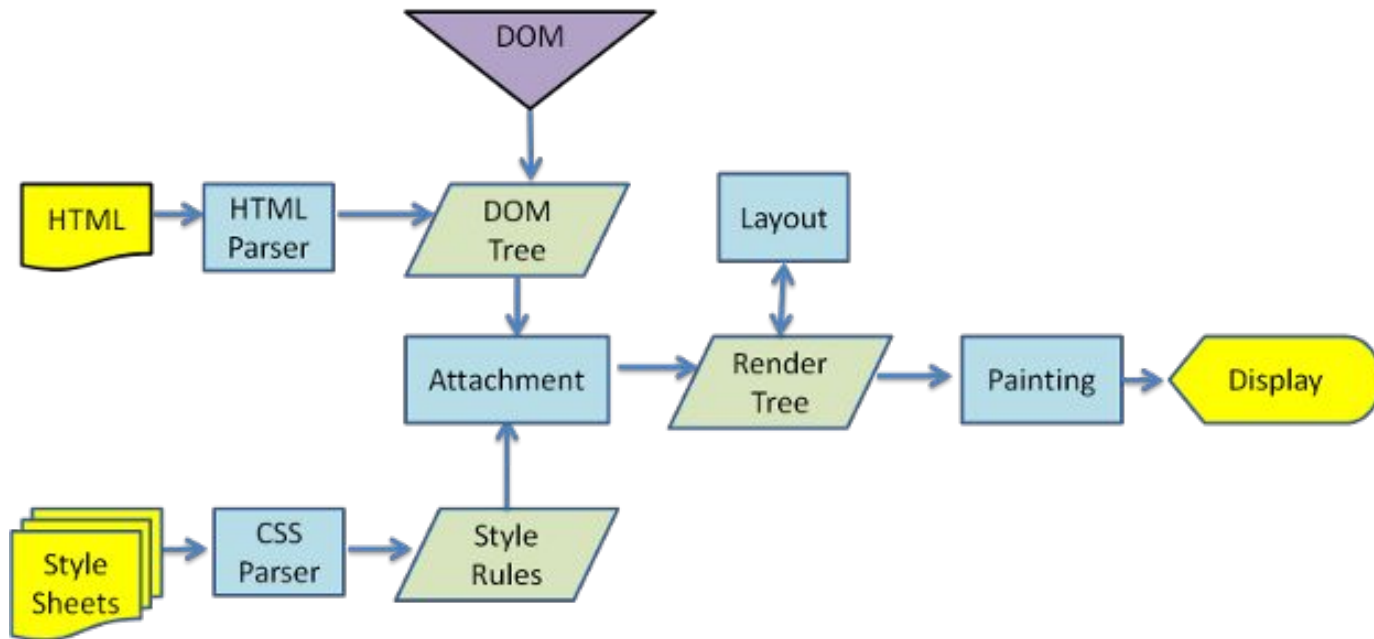 DOM
HTML
HTML
Parser
DOM
Tree
Layout
Attachment
Render
Tree
Painting
Display
Style
Sheets
CSS
Parser
Style
Rules